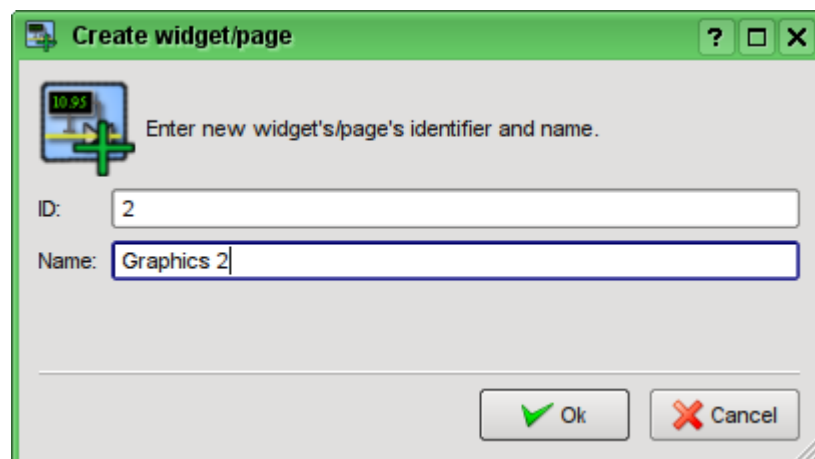 Create widget/page
?
10.95
Enter new widget's/page's identifier and name.
ID: 2
Name: Graphics 2
Ok
Cancel